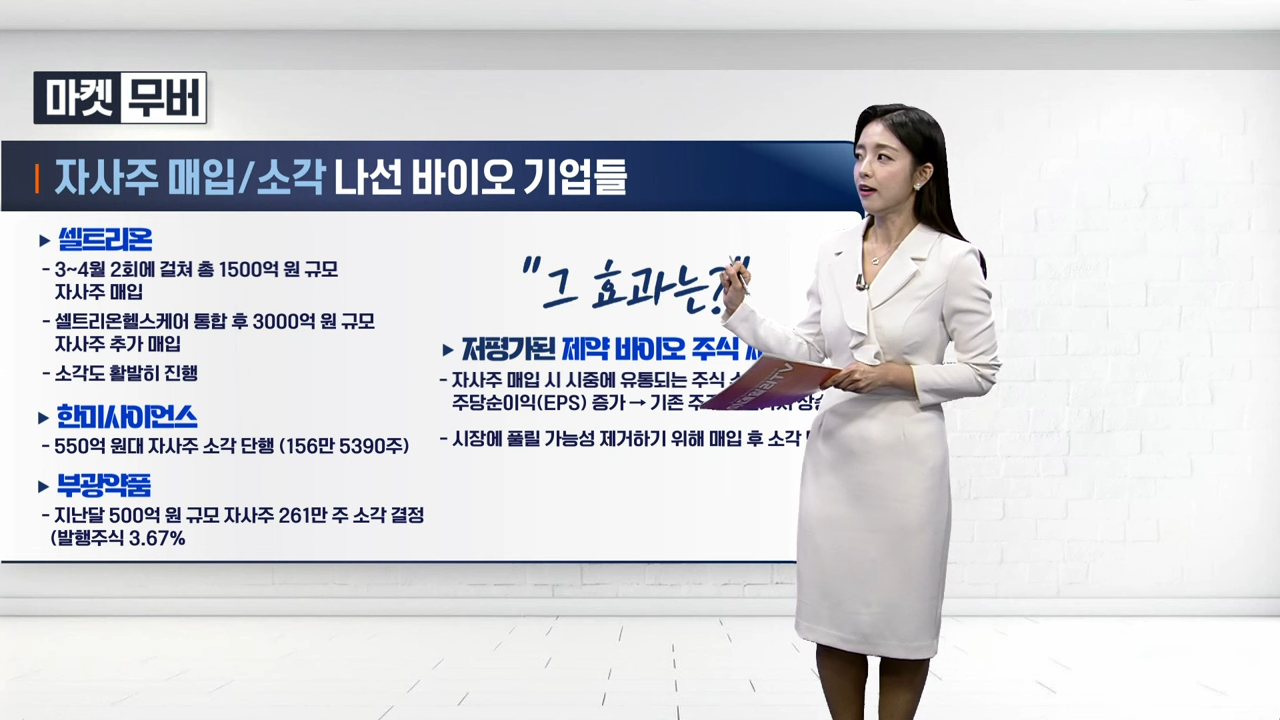 마켓 무버
자사주 매입/소각 나선 바이오 기업들
▶ 셀트리온
- 3~4월 2회에 걸쳐 총 1500억 원 규모
자사주 매입
- 셀트리온헬스케어 통합 후 3000억 원 규모
자사주 추가 매입
- 소각도 활발히 진행
▶ 한미사이언스
- 550억 원대 자사주 소각 단행 (156만 5390주)
▶ 부광약품
- 지난달 500억 원 규모 자사주 261만 주 소각 결정
(발행주식 3.67%
"그 효과는?"
▶ 저평가된 제약 바이오 주식
- 자사주 매입 시 시중에 유통되는 주식
주당순이익(EPS) 증가 → 기존
- 시장에 풀릴 가능성 제거하기 위해 매입 후 소각